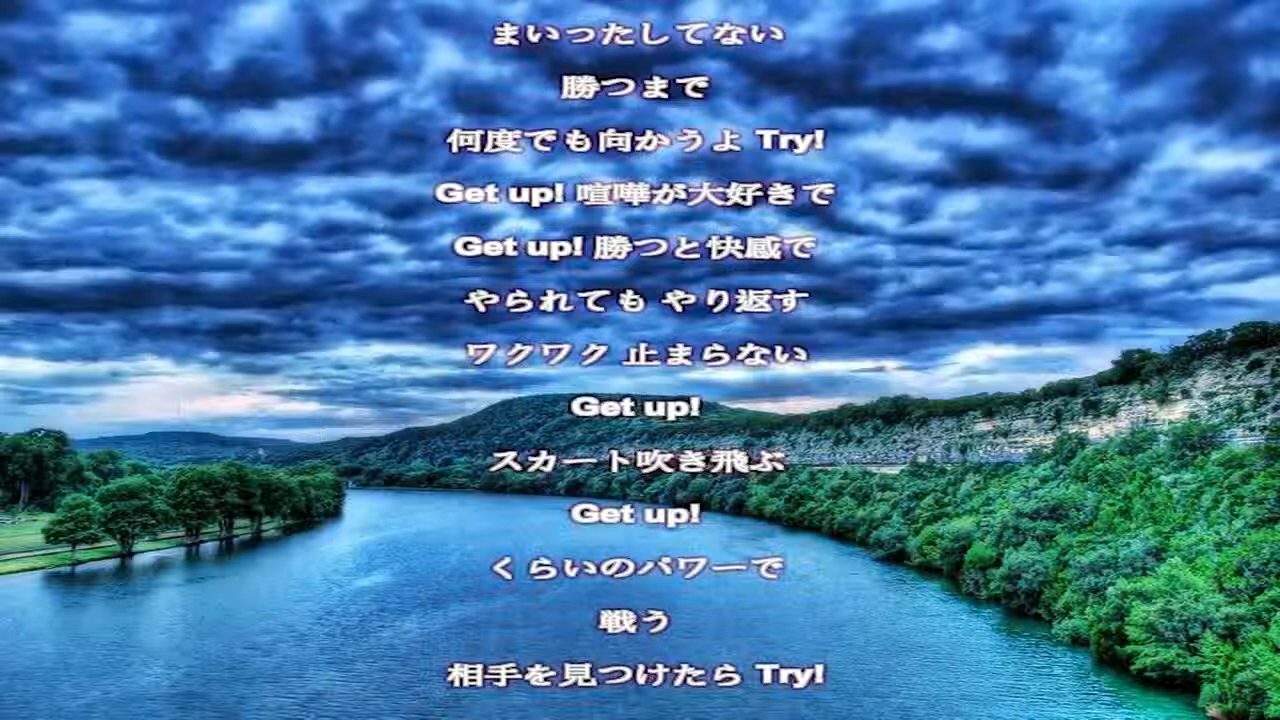 まいったしてない
勝つまで
何度でも向かうよ Try!
Get up! 喧嘩が大好きで
Get up! 勝つと快感で
やられても やり返す
ワクワク 止まらない
Get up!
スカート吹き飛ぶ
Get up!
くらいのパワーで
戦う
相手を見つけたら Try!